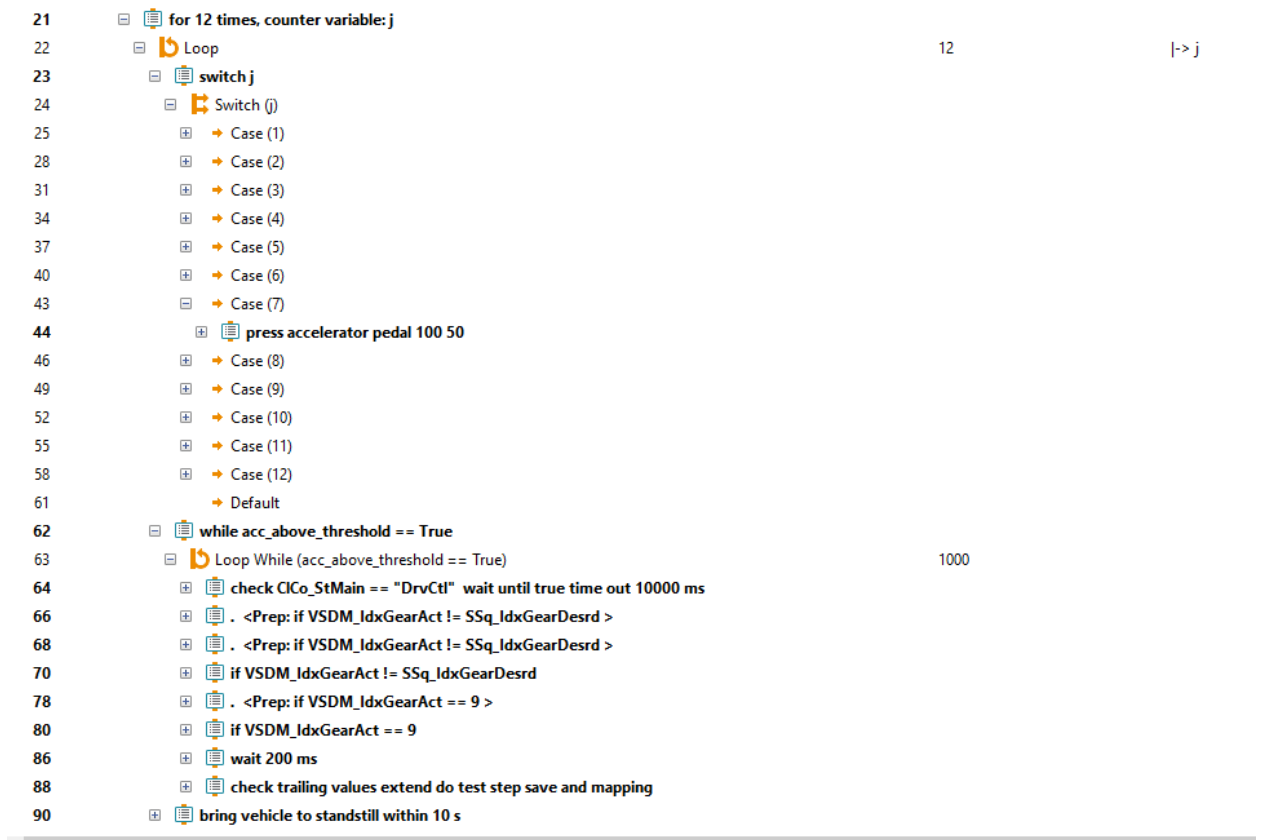 21 for 12 times, counter variable: j
22 Loop 12 |-> j
23 switch j
24 Switch (j)
25 Case (1)
28 Case (2)
31 Case (3)
34 Case (4)
37 Case (5)
40 Case (6)
43 Case (7)
44 press accelerator pedal 100 50
46 Case (8)
49 Case (9)
52 Case (10)
55 Case (11)
58 Case (12)
61 Default
62 while acc_above_threshold == True
63 Loop While (acc_above_threshold == True) 1000
64 check ClCo_StMain == "DrvCtl" wait until true time out 10000 ms
66 . <Prep: if VSDM_IdxGearAct != SSq_IdxGearDesrd >
68 . <Prep: if VSDM_IdxGearAct != SSq_IdxGearDesrd >
70 if VSDM_IdxGearAct != SSq_IdxGearDesrd
78 . <Prep: if VSDM_IdxGearAct == 9 >
80 if VSDM_IdxGearAct == 9
86 wait 200 ms
88 check trailing values extend do test step save and mapping
90 bring vehicle to standstill within 10 s